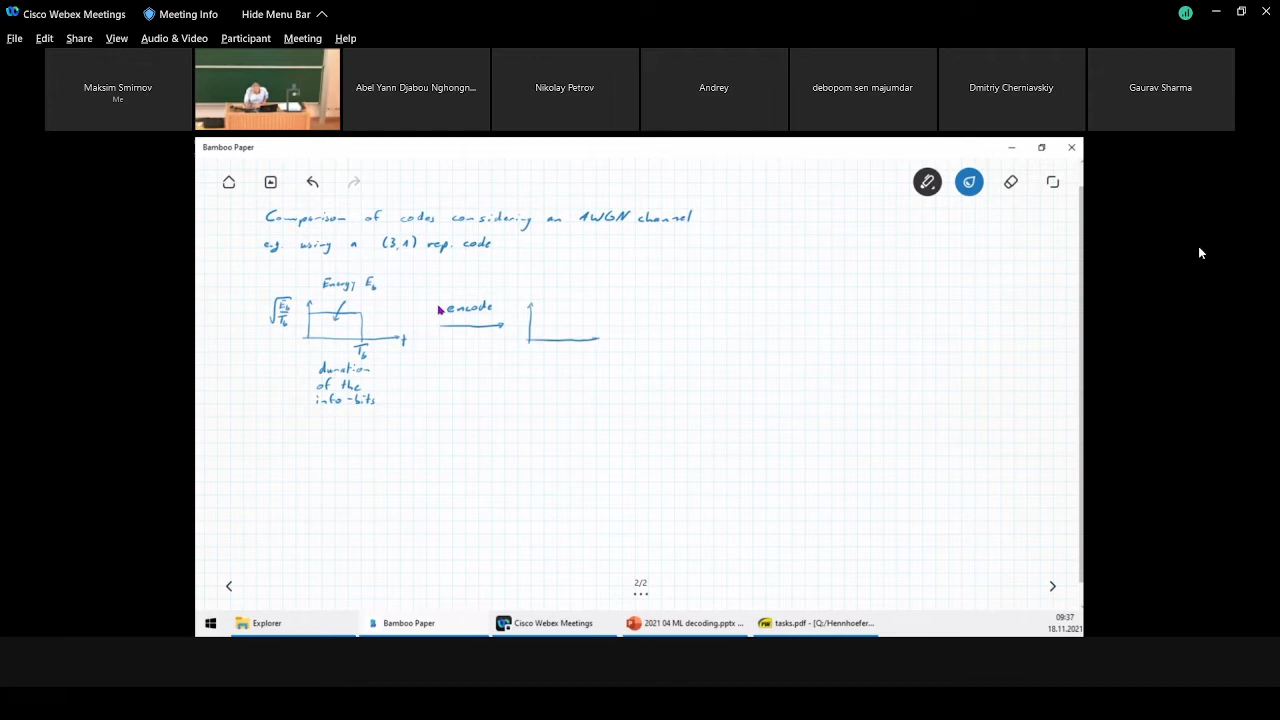 Cisco Webex Meetings
Meeting Info
Hide Menu Bar
File Edit Share View Audio & Video Participant Meeting Help
Maksim Smirnov
Me
Abel Yann Djabou Nghongn...
Nikolay Petrov
Andrey
debopom sen majumdar
Dmitriy Cherniavskiy
Gaurav Sharma
Bamboo Paper
Comparison of codes considering an AWGN channel
e.g. using a (3,1) rep. code
Energy E_b
√(E_b/T_b)
t
T_b
duration
of the
info-bits
encode
2/2
Explorer
Bamboo Paper
Cisco Webex Meetings
2021 04 ML decoding.pptx ...
tasks.pdf - [Q:/Hennhoefer...
09:37
18.11.2021